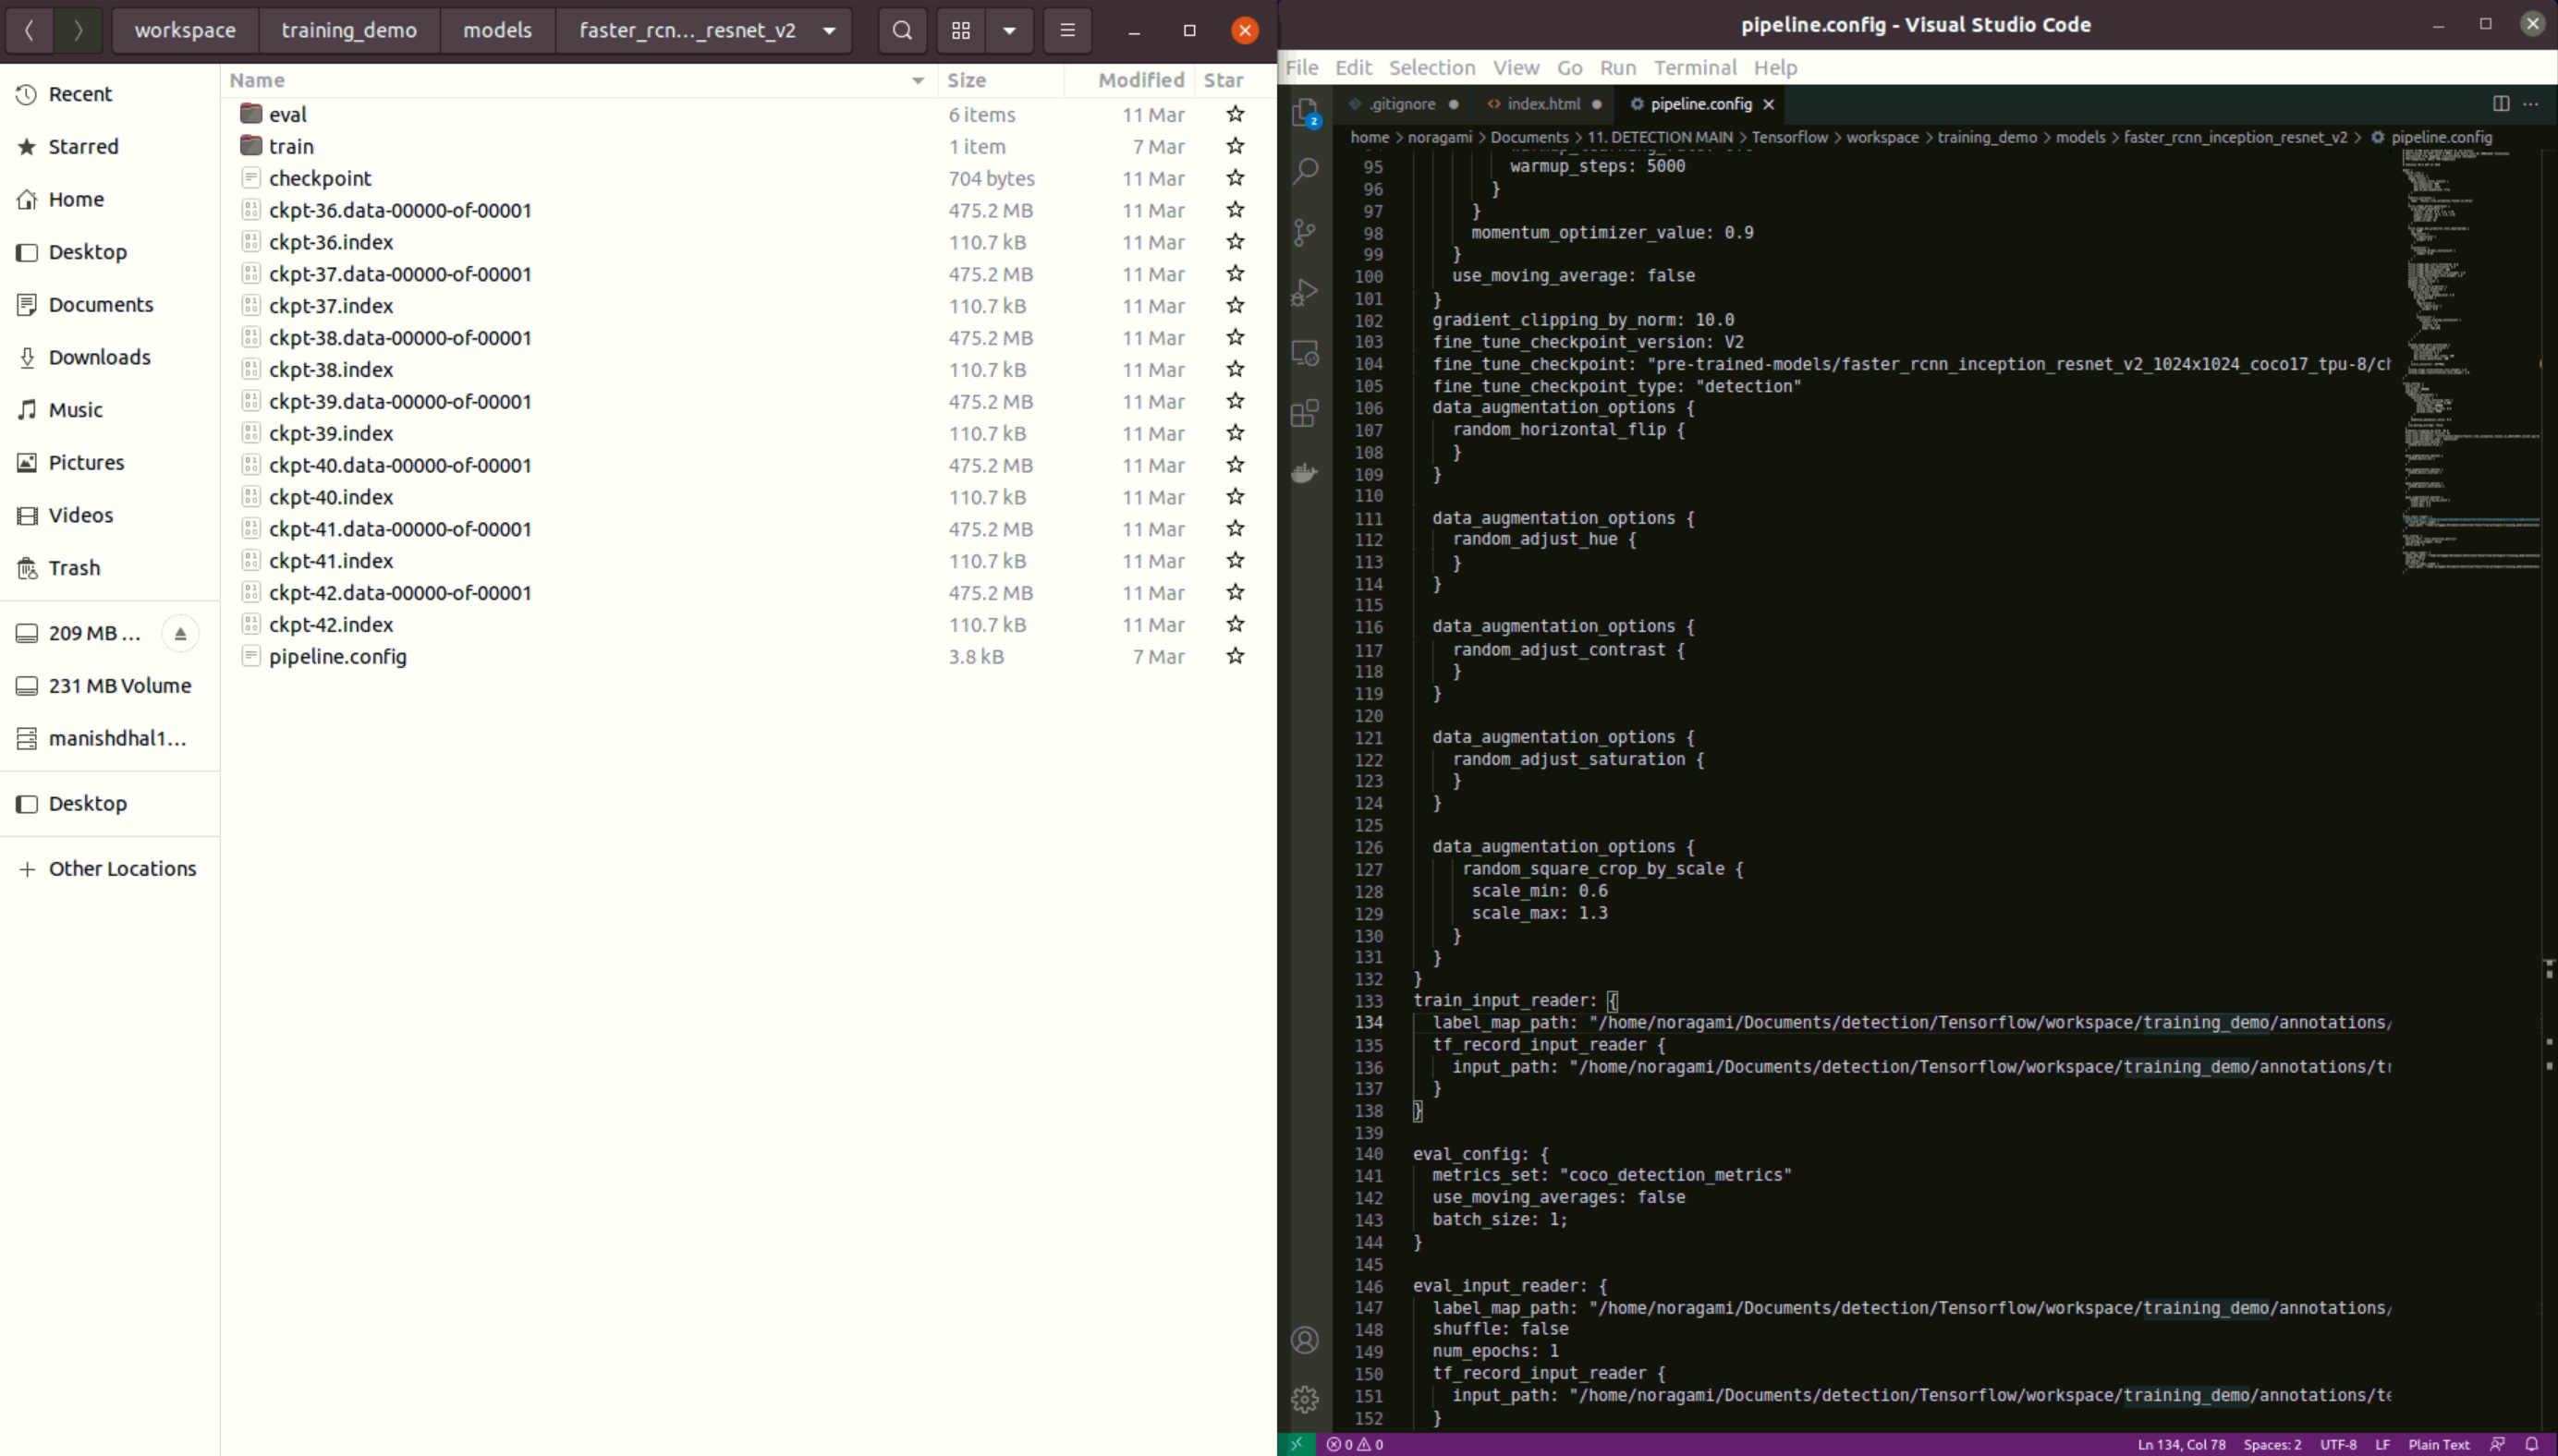 workspace training_demo models faster_rcn..._resnet_v2
Name Size Modified Star
Recent
Starred
Home
Desktop
Documents
Downloads
Music
Pictures
Videos
Trash
209 MB ...
231 MB Volume
manishdhal1...
Desktop
Other Locations
eval 6 items 11 Mar
train 1 item 7 Mar
checkpoint 704 bytes 11 Mar
ckpt-36.data-00000-of-00001 475.2 MB 11 Mar
ckpt-36.index 110.7 kB 11 Mar
ckpt-37.data-00000-of-00001 475.2 MB 11 Mar
ckpt-37.index 110.7 kB 11 Mar
ckpt-38.data-00000-of-00001 475.2 MB 11 Mar
ckpt-38.index 110.7 kB 11 Mar
ckpt-39.data-00000-of-00001 475.2 MB 11 Mar
ckpt-39.index 110.7 kB 11 Mar
ckpt-40.data-00000-of-00001 475.2 MB 11 Mar
ckpt-40.index 110.7 kB 11 Mar
ckpt-41.data-00000-of-00001 475.2 MB 11 Mar
ckpt-41.index 110.7 kB 11 Mar
ckpt-42.data-00000-of-00001 475.2 MB 11 Mar
ckpt-42.index 110.7 kB 11 Mar
pipeline.config 3.8 kB 7 Mar
pipeline.config - Visual Studio Code
File Edit Selection View Go Run Terminal Help
2
.gitignore index.html pipeline.config
home > noragami > Documents > 11. DETECTION MAIN > Tensorflow > workspace > training_demo > models > faster_rcnn_inception_resnet_v2 > pipeline.config
95 warmup_steps: 5000
96 }
97 }
98 momentum_optimizer_value: 0.9
99 }
100 use_moving_average: false
101 }
102 gradient_clipping_by_norm: 10.0
103 fine_tune_checkpoint_version: V2
104 fine_tune_checkpoint: "pre-trained-models/faster_rcnn_inception_resnet_v2_1024x1024_coco17_tpu-8/ch
105 fine_tune_checkpoint_type: "detection"
106 data_augmentation_options {
107 random_horizontal_flip {
108 }
109 }
110
111 data_augmentation_options {
112 random_adjust_hue {
113 }
114 }
115
116 data_augmentation_options {
117 random_adjust_contrast {
118 }
119 }
120
121 data_augmentation_options {
122 random_adjust_saturation {
123 }
124 }
125
126 data_augmentation_options {
127 random_square_crop_by_scale {
128 scale_min: 0.6
129 scale_max: 1.3
130 }
131 }
132 }
133 train_input_reader: {
134 label_map_path: "/home/noragami/Documents/detection/Tensorflow/workspace/training_demo/annotations/
135 tf_record_input_reader {
136 input_path: "/home/noragami/Documents/detection/Tensorflow/workspace/training_demo/annotations/tr
137 }
138 }
139
140 eval_config: {
141 metrics_set: "coco_detection_metrics"
142 use_moving_averages: false
143 batch_size: 1;
144 }
145
146 eval_input_reader: {
147 label_map_path: "/home/noragami/Documents/detection/Tensorflow/workspace/training_demo/annotations/
148 shuffle: false
149 num_epochs: 1
150 tf_record_input_reader {
151 input_path: "/home/noragami/Documents/detection/Tensorflow/workspace/training_demo/annotations/te
152 }
0 0 Ln 134, Col 78 Spaces: 2 UTF-8 LF Plain Text